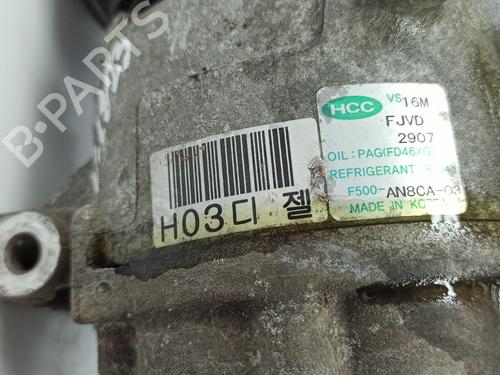 B-PARTS
HCC VS16M
FJVD
2907
OIL: PAG(FD46XG
REFRIGERANT:
F500-AN8CA-03
MADE IN KOREA
H03디젤